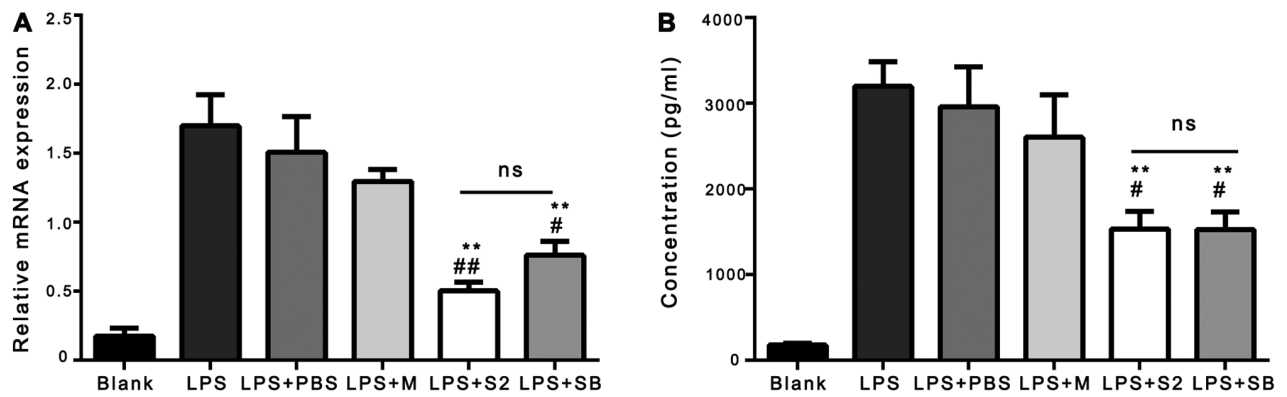 A
Relative mRNA expression
2.5
2.0
1.5
1.0
0.5
0
ns
**
##
**
#
Blank LPS LPS+PBS LPS+M LPS+S2 LPS+SB
B
Concentration (pg/ml)
4000
3000
2000
1000
0
ns
**
#
**
#
Blank LPS LPS+PBS LPS+M LPS+S2 LPS+SB